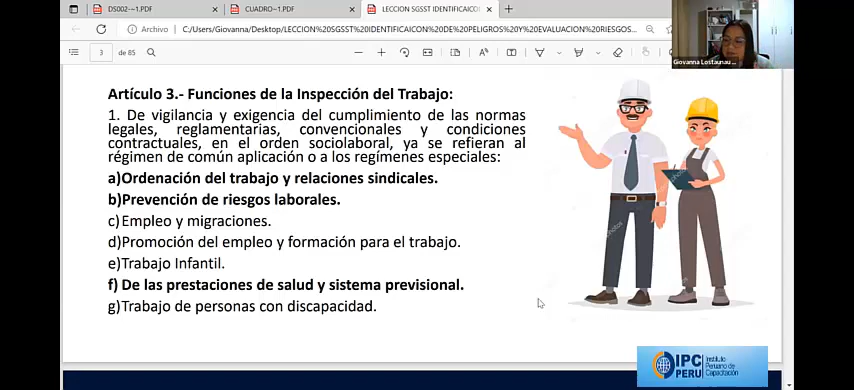 DS002-~1.PDF
CUADRO~1.PDF
LECCION SGSST IDENTIFICAICO
Archivo
C:/Users/Giovanna/Desktop/LECCION%20SGSST%20IDENTIFICAICON%20DE%20PELIGROS%20Y%20EVALUACION%20RIESGOS...
3
de 85
Giovanna Lostaunau ...
Artículo 3.- Funciones de la Inspección del Trabajo:
1. De vigilancia y exigencia del cumplimiento de las normas
legales, reglamentarias, convencionales y condiciones
contractuales, en el orden sociolaboral, ya se refieran al
régimen de común aplicación o a los regímenes especiales:
a)Ordenación del trabajo y relaciones sindicales.
b)Prevención de riesgos laborales.
c)Empleo y migraciones.
d)Promoción del empleo y formación para el trabajo.
e)Trabajo Infantil.
f) De las prestaciones de salud y sistema previsional.
g)Trabajo de personas con discapacidad.
IPC
PERU
Instituto
Peruano de
Capacitación